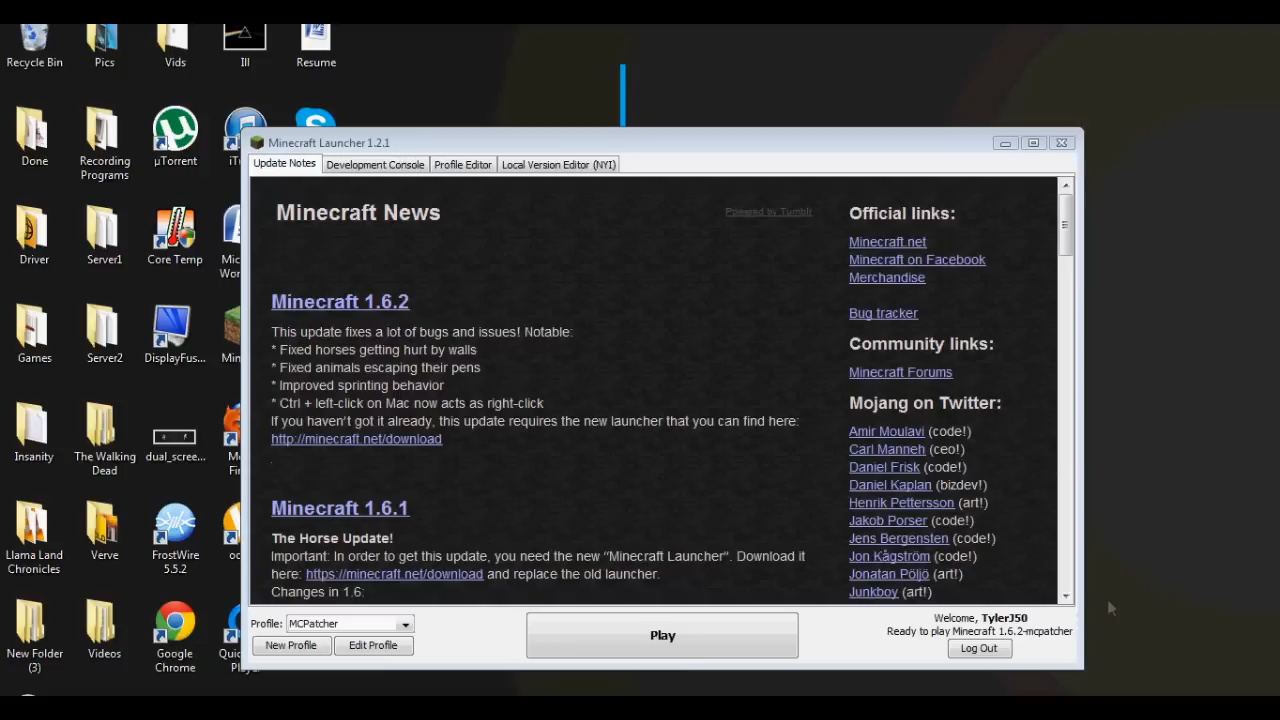 Recycle Bin
Pics
Vids
Ill
Resume
Done
Recording
Programs
µTorrent
iT
Driver
Server1
Core Temp
Wo
Games
Server2
DisplayFus...
Insanity
The Walking
Dead
dual_scree...
Llama Land
Chronicles
Verve
FrostWire
5.5.2
New Folder
(3)
Videos
Google
Chrome
Minecraft Launcher 1.2.1
Update Notes
Development Console
Profile Editor
Local Version Editor (NYI)
Minecraft News
Powered by Tumblr
Minecraft 1.6.2
This update fixes a lot of bugs and issues! Notable:
* Fixed horses getting hurt by walls
* Fixed animals escaping their pens
* Improved sprinting behavior
* Ctrl + left-click on Mac now acts as right-click
If you haven't got it already, this update requires the new launcher that you can find here:
http://minecraft.net/download
.
Minecraft 1.6.1
The Horse Update!
Important: In order to get this update, you need the new "Minecraft Launcher". Download it
here: https://minecraft.net/download and replace the old launcher.
Changes in 1.6:
Official links:
Minecraft.net
Minecraft on Facebook
Merchandise
Bug tracker
Community links:
Minecraft Forums
Mojang on Twitter:
Amir Moulavi (code!)
Carl Manneh (ceo!)
Daniel Frisk (code!)
Daniel Kaplan (bizdev!)
Henrik Pettersson (art!)
Jakob Porser (code!)
Jens Bergensten (code!)
Jon Kågström (code!)
Jonatan Pöljö (art!)
Junkboy (art!)
Profile: MCPatcher
New Profile
Edit Profile
Play
Welcome, TylerJ50
Ready to play Minecraft 1.6.2-mcpatcher
Log Out